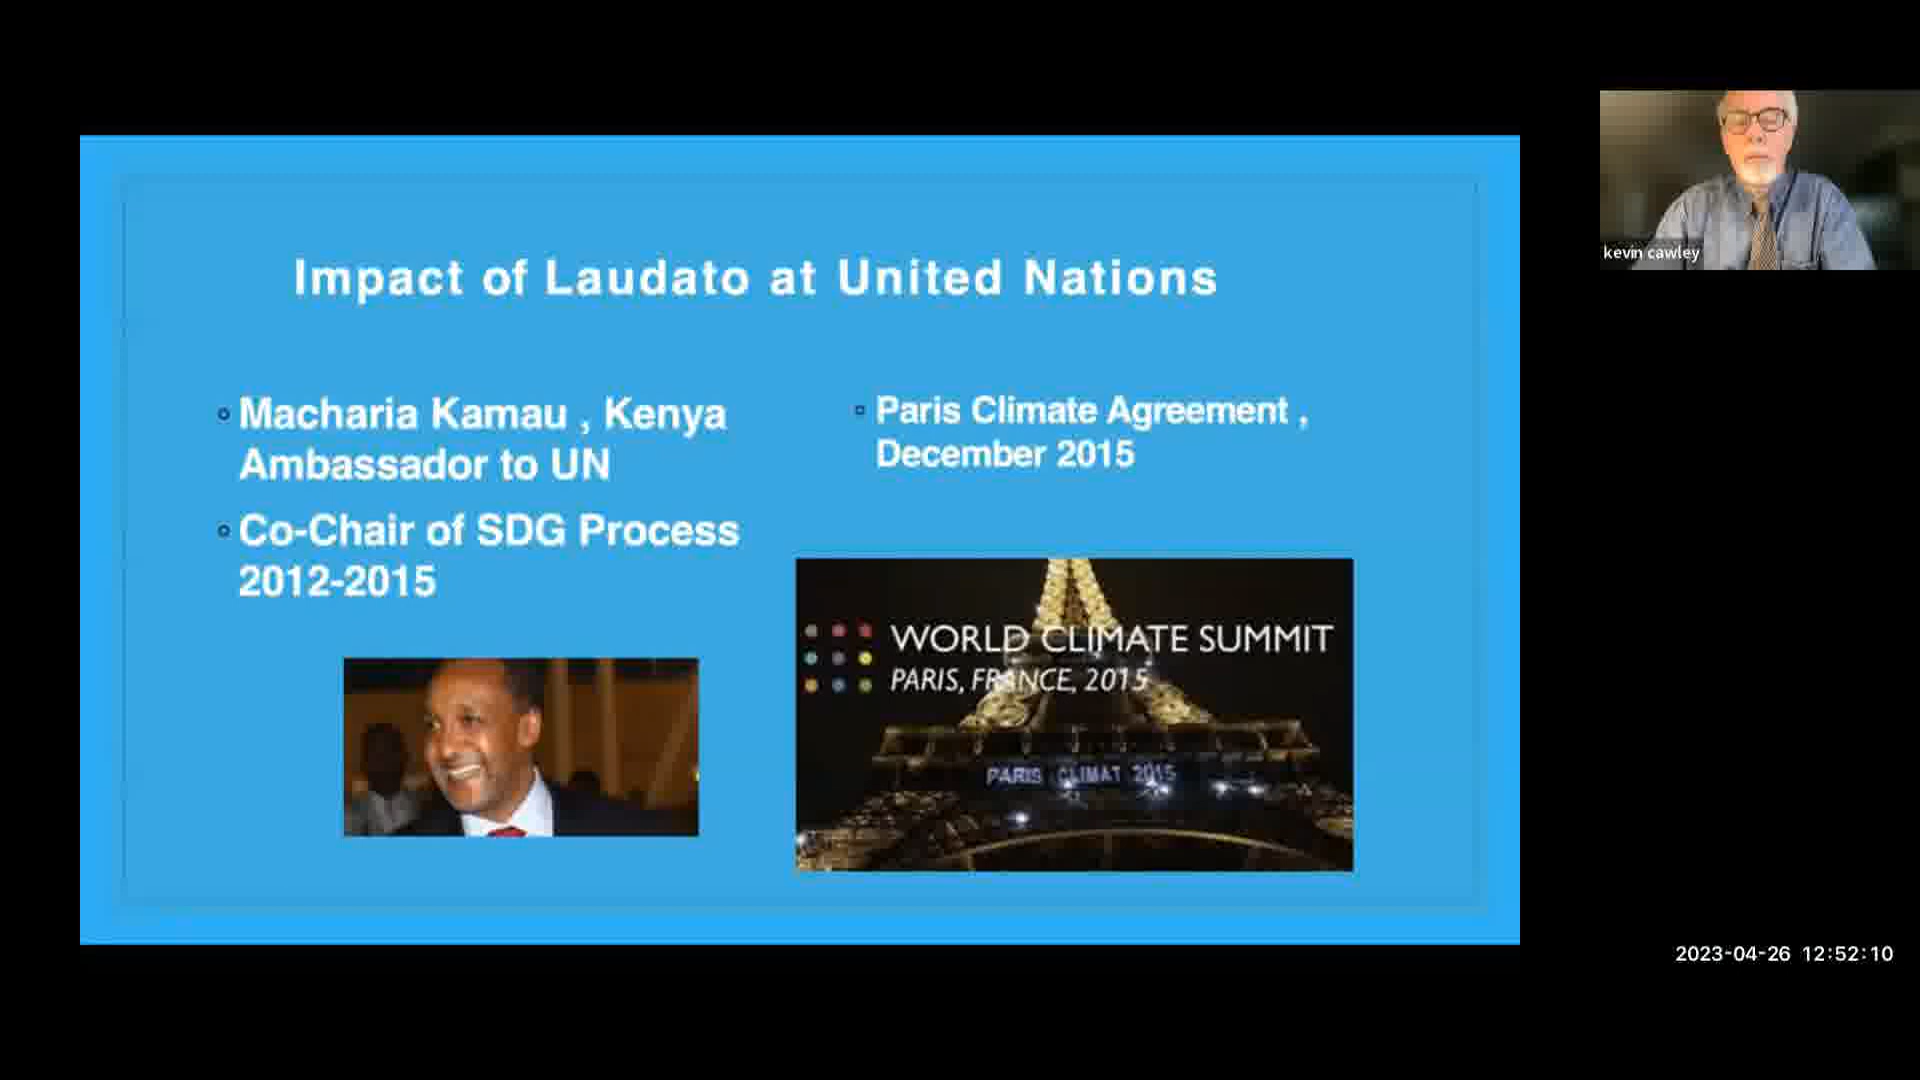 Impact of Laudato at United Nations
Macharia Kamau , Kenya
Ambassador to UN
Co-Chair of SDG Process
2012-2015
Paris Climate Agreement ,
December 2015
WORLD CLIMATE SUMMIT
PARIS, FRANCE, 2015
PARIS CLIMAT 2015
kevin cawley
2023-04-26 12:52:10